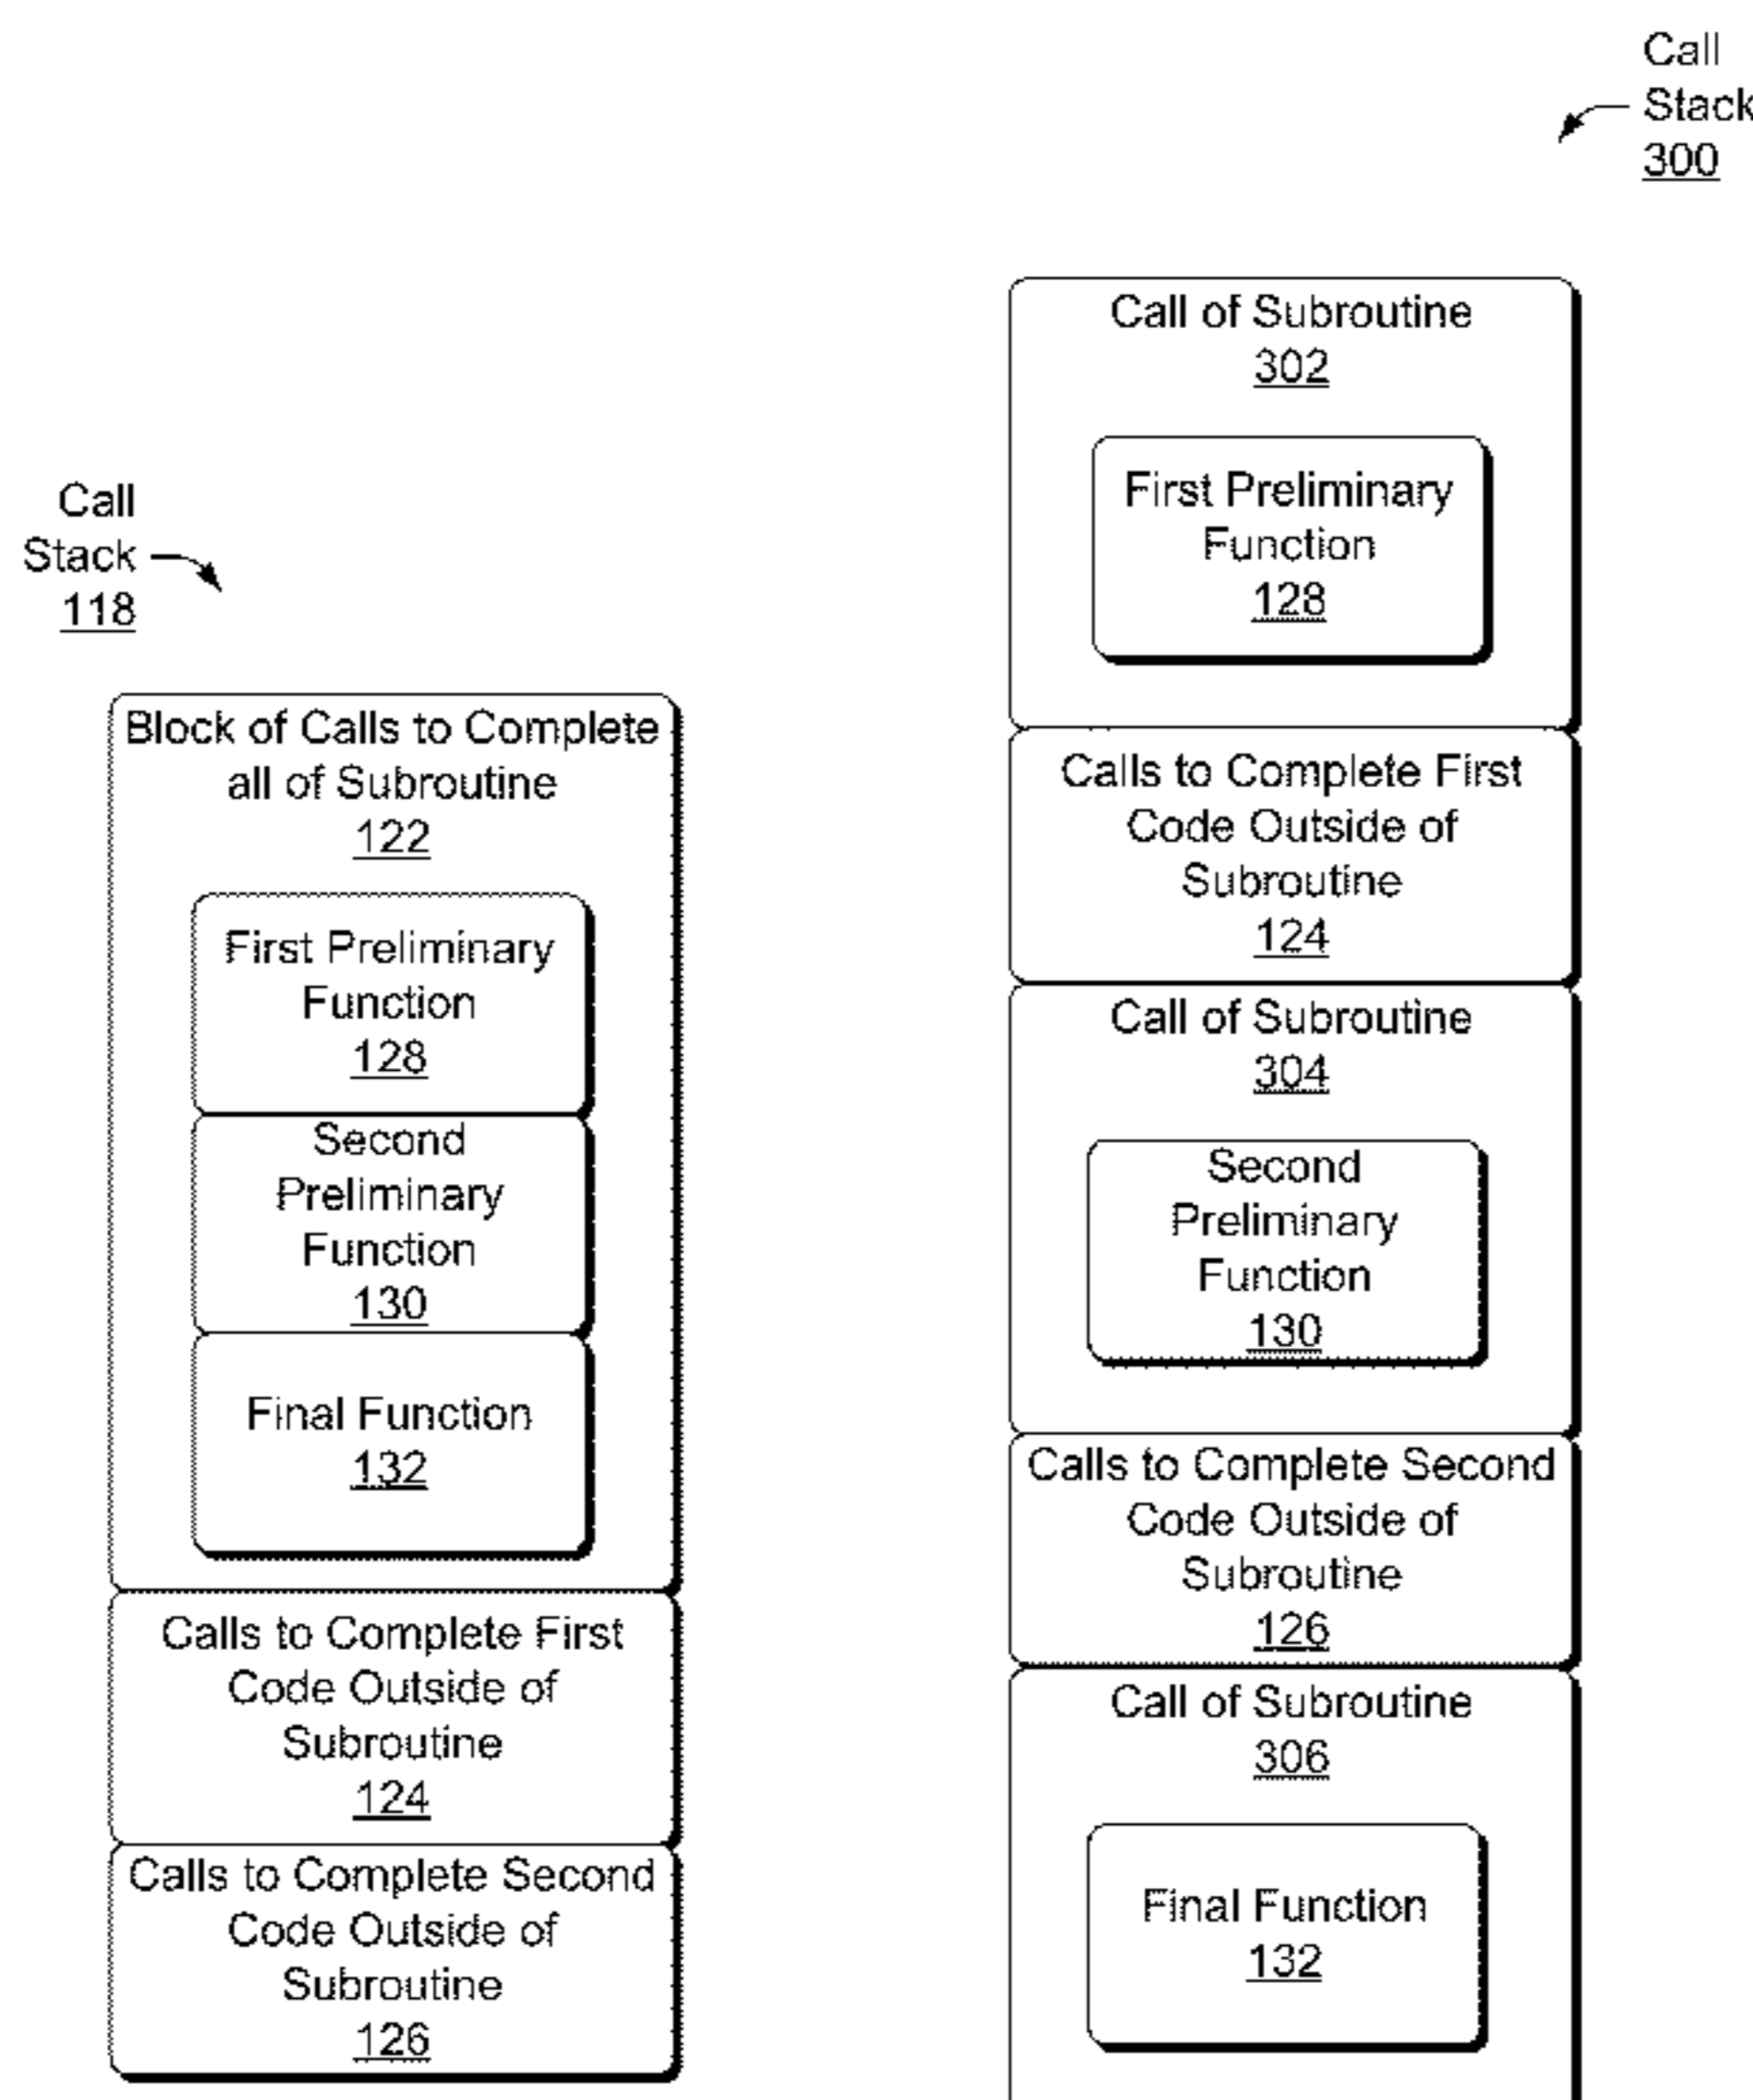 Call
Stack
118
Block of Calls to Complete
all of Subroutine
122
First Preliminary
Function
128
Second
Preliminary
Function
130
Final Function
132
Calls to Complete First
Code Outside of
Subroutine
124
Calls to Complete Second
Code Outside of
Subroutine
126
Call
Stack
300
Call of Subroutine
302
First Preliminary
Function
128
Calls to Complete First
Code Outside of
Subroutine
124
Call of Subroutine
304
Second
Preliminary
Function
130
Calls to Complete Second
Code Outside of
Subroutine
126
Call of Subroutine
306
Final Function
132